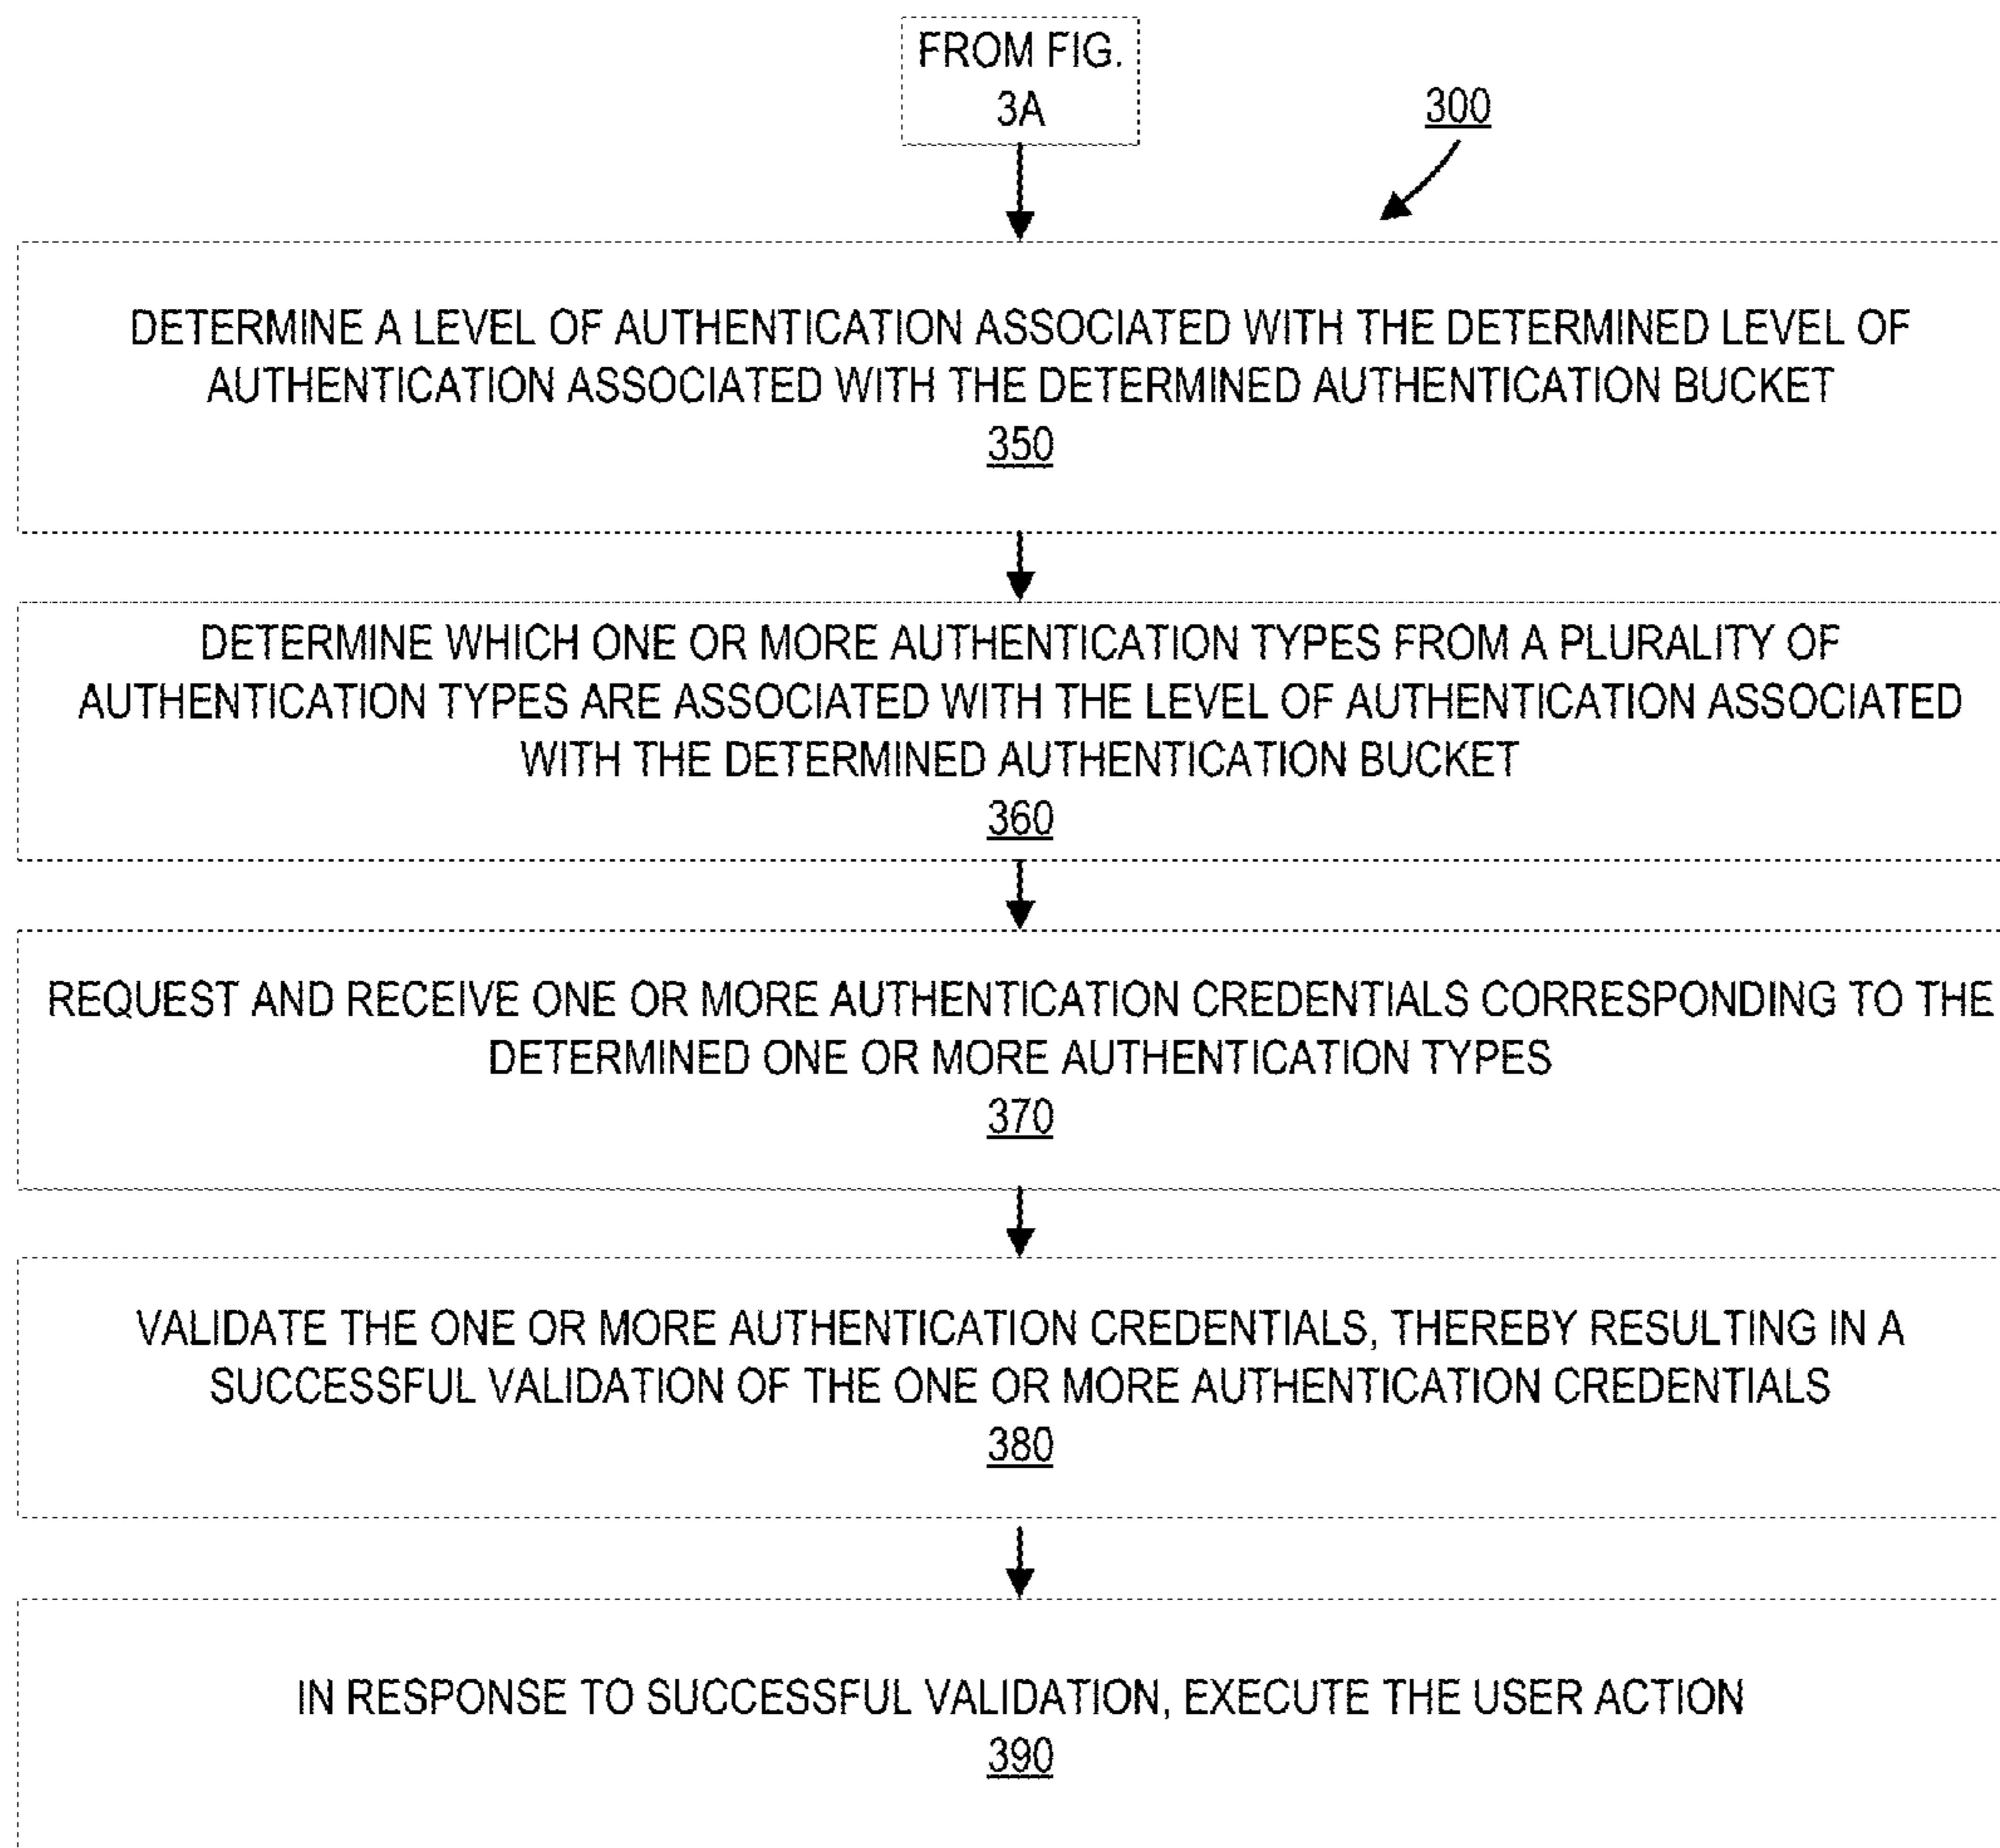 FROM FIG.
3A
300
DETERMINE A LEVEL OF AUTHENTICATION ASSOCIATED WITH THE DETERMINED LEVEL OF
AUTHENTICATION ASSOCIATED WITH THE DETERMINED AUTHENTICATION BUCKET
350
DETERMINE WHICH ONE OR MORE AUTHENTICATION TYPES FROM A PLURALITY OF
AUTHENTICATION TYPES ARE ASSOCIATED WITH THE LEVEL OF AUTHENTICATION ASSOCIATED
WITH THE DETERMINED AUTHENTICATION BUCKET
360
REQUEST AND RECEIVE ONE OR MORE AUTHENTICATION CREDENTIALS CORRESPONDING TO THE
DETERMINED ONE OR MORE AUTHENTICATION TYPES
370
VALIDATE THE ONE OR MORE AUTHENTICATION CREDENTIALS, THEREBY RESULTING IN A
SUCCESSFUL VALIDATION OF THE ONE OR MORE AUTHENTICATION CREDENTIALS
380
IN RESPONSE TO SUCCESSFUL VALIDATION, EXECUTE THE USER ACTION
390